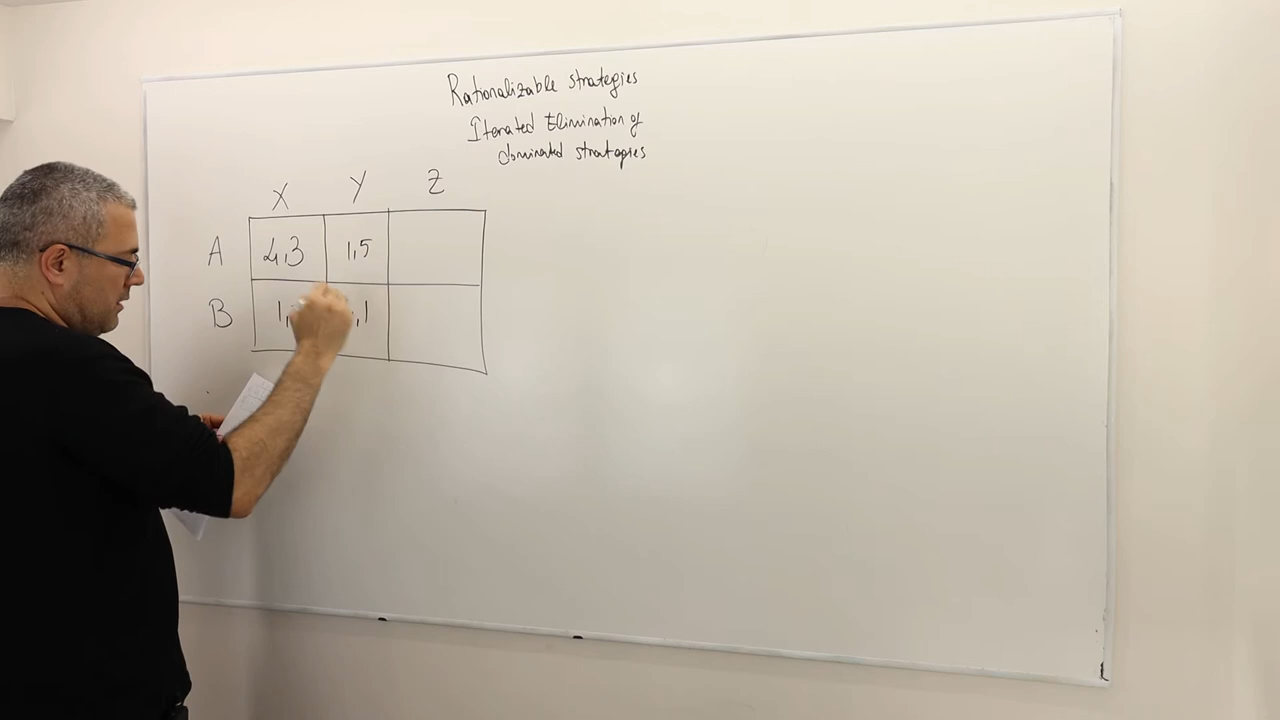 Rationalizable strategies
Iterated Elimination of
dominated strategies
X Y Z
A 4,3 1,5
B 1, ,1